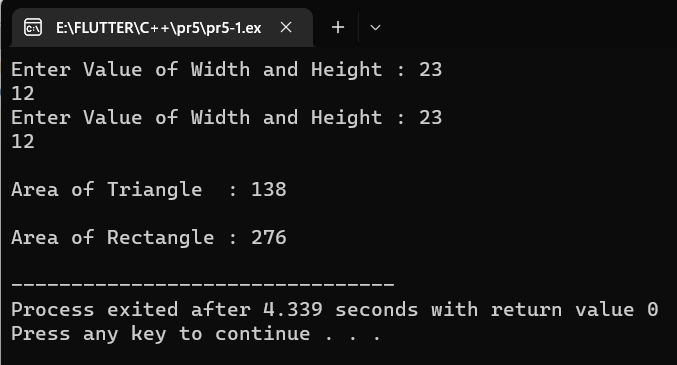 E:\FLUTTER\C++\pr5\pr5-1.ex
Enter Value of Width and Height : 23
12
Enter Value of Width and Height : 23
12
Area of Triangle  : 138
Area of Rectangle : 276
--------------------------------
Process exited after 4.339 seconds with return value 0
Press any key to continue . . .